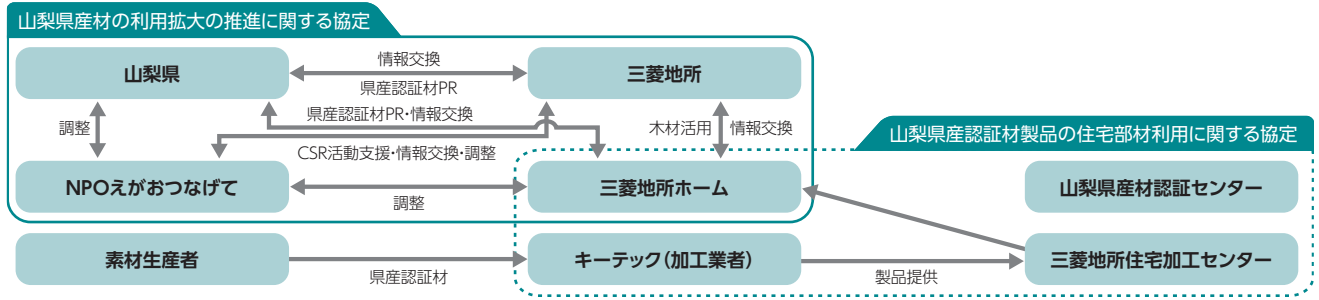 山梨県産材の利用拡大の推進に関する協定
山梨県
情報交換
県産認証材PR
三菱地所
調整
県産認証材PR・情報交換
木材活用
情報交換
山梨県産認証材製品の住宅部材利用に関する協定
CSR活動支援・情報交換・調整
NPOえがおつなげて
調整
三菱地所ホーム
山梨県産材認証センター
素材生産者
県産認証材
キーテック（加工業者）
製品提供
三菱地所住宅加工センター